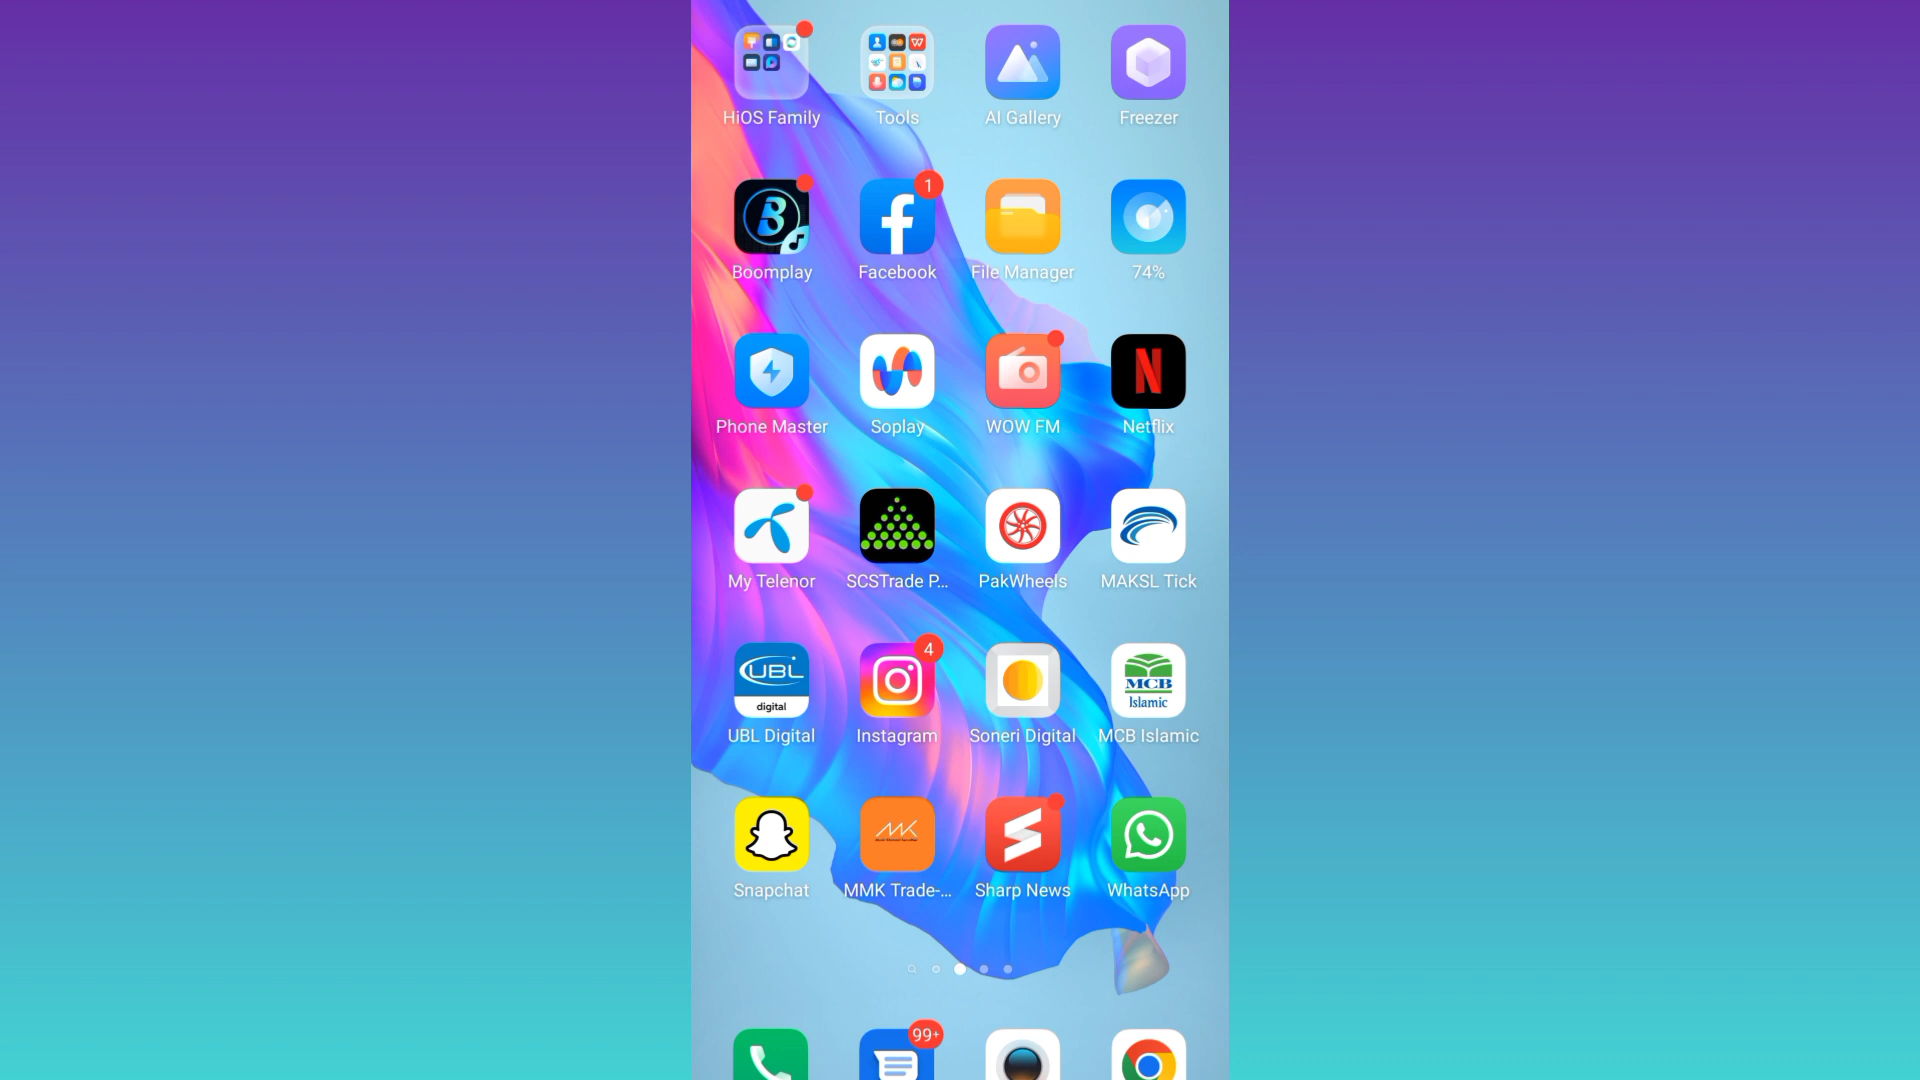 HiOS Family
Tools
AI Gallery
Freezer
1
Boomplay
Facebook
File Manager
74%
Phone Master
Soplay
WOW FM
Netflix
My Telenor
SCSTrade P...
PakWheels
MAKSL Tick
UBL
digital
4
MCB
Islamic
UBL Digital
Instagram
Soneri Digital
MCB Islamic
MK
Snapchat
MMK Trade-...
Sharp News
WhatsApp
99+